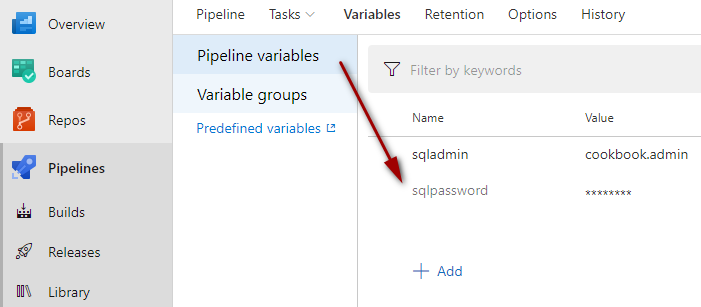 Overview
Boards
Repos
Pipelines
Builds
Releases
Library
Pipeline Tasks Variables Retention Options History
Pipeline variables
Variable groups
Predefined variables
Filter by keywords
Name Value
sqladmin cookbook.admin
sqlpassword ********
+ Add